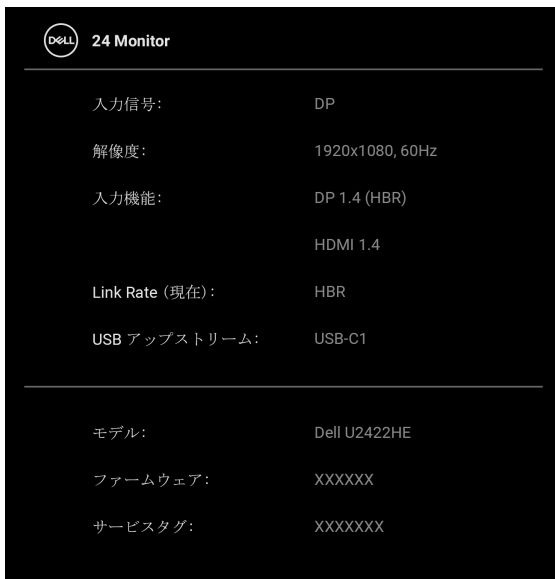 DELL 24 Monitor
入力信号: DP
解像度: 1920x1080, 60Hz
入力機能: DP 1.4 (HBR)
HDMI 1.4
Link Rate (現在): HBR
USB アップストリーム: USB-C1
モデル: Dell U2422HE
ファームウェア: XXXXXX
サービスタグ: XXXXXXX